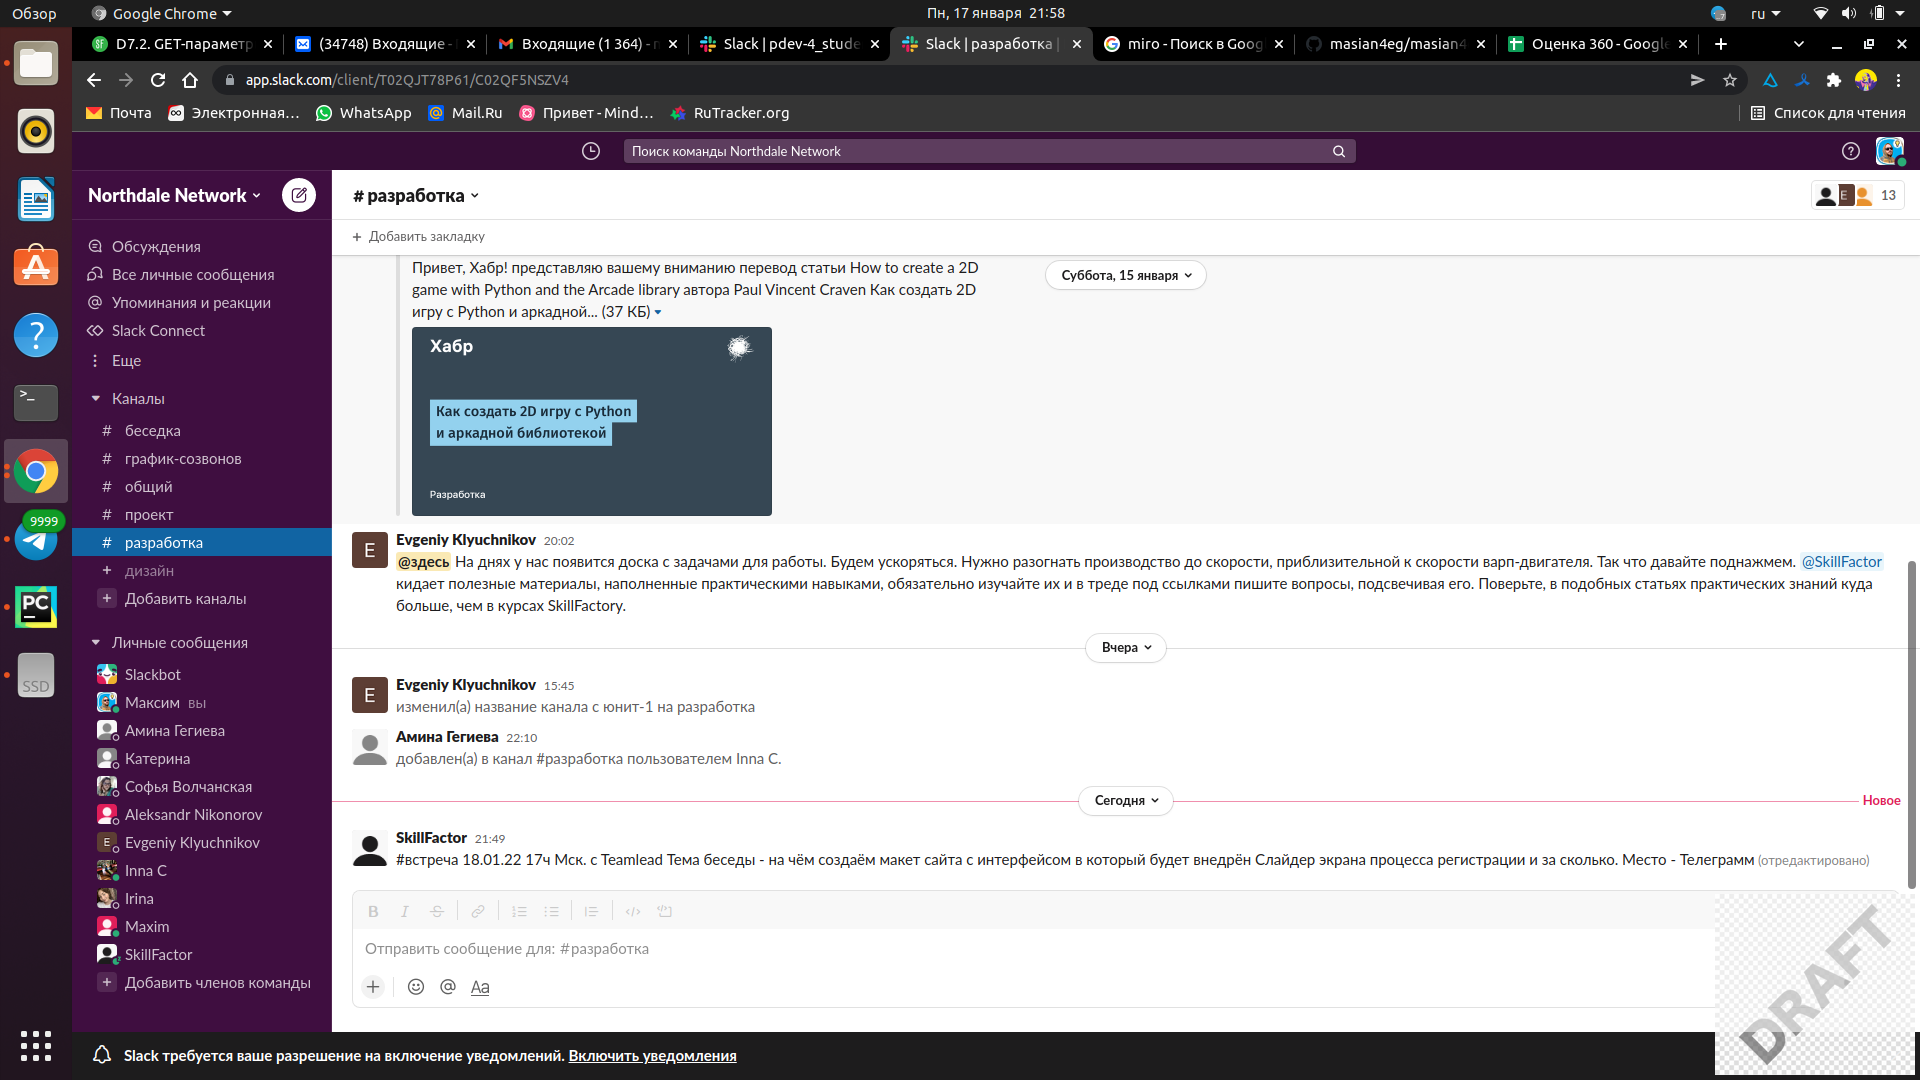 Обзор
Google Chrome
Пн, 17 января 21:58
ru
D7.2. GET-параметр
(34748) Входящие -
Входящие (1 364) -
Slack | pdev-4_stude
Slack | разработка |
miro - Поиск в Goog
masian4eg/masian4
Оценка 360 - Google
app.slack.com/client/T02QJT78P61/C02QF5NSZV4
Почта
Электронная...
WhatsApp
Mail.Ru
Привет - Mind...
RuTracker.org
Список для чтения
Поиск команды Northdale Network
Northdale Network
# разработка
13
+ Добавить закладку
Обсуждения
Все личные сообщения
Упоминания и реакции
Slack Connect
Еще
Каналы
# беседка
# график-созвонов
# общий
# проект
# разработка
+ дизайн
+ Добавить каналы
Личные сообщения
Slackbot
Максим вы
Амина Гегиева
Катерина
Софья Волчанская
Aleksandr Nikonorov
E Evgeniy Klyuchnikov
Inna C
Irina
Maxim
SkillFactor
+ Добавить членов команды
9999
PC
SSD
Суббота, 15 января
Привет, Хабр! представляю вашему вниманию перевод статьи How to create a 2D
game with Python and the Arcade library автора Paul Vincent Craven Как создать 2D
игру с Python и аркадной... (37 КБ)
Хабр
Как создать 2D игру с Python
и аркадной библиотекой
Разработка
E
Evgeniy Klyuchnikov 20:02
@здесь На днях у нас появится доска с задачами для работы. Будем ускоряться. Нужно разогнать производство до скорости, приблизительной к скорости варп-двигателя. Так что давайте поднажмем. @SkillFactor
кидает полезные материалы, наполненные практическими навыками, обязательно изучайте их и в треде под ссылками пишите вопросы, подсвечивая его. Поверьте, в подобных статьях практических знаний куда
больше, чем в курсах SkillFactory.
Вчера
E
Evgeniy Klyuchnikov 15:45
изменил(а) название канала с юнит-1 на разработка
Амина Гегиева 22:10
добавлен(а) в канал #разработка пользователем Inna C.
Сегодня
Новое
SkillFactor 21:49
#встреча 18.01.22 17ч Мск. с Teamlead Тема беседы - на чём создаём макет сайта с интерфейсом в который будет внедрён Слайдер экрана процесса регистрации и за сколько. Место - Телеграмм (отредактировано)
Отправить сообщение для: #разработка
Aa
Slack требуется ваше разрешение на включение уведомлений. Включить уведомления
DRAFT